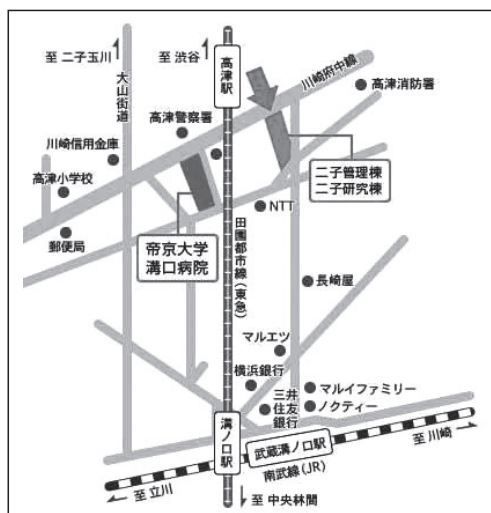 至 二子玉川
至 渋谷
大山街道
高津駅
川崎府中線
高津消防署
高津警察署
川崎信用金庫
高津小学校
二子管理棟
二子研究棟
NTT
郵便局
帝京大学
溝口病院
田園都市線(東急)
長崎屋
マルエツ
横浜銀行
三井
住友
銀行
マルイファミリー
ノクティー
溝ノ口駅
武蔵溝ノ口駅
南武線(JR)
至 川崎
至 立川
至 中央林間